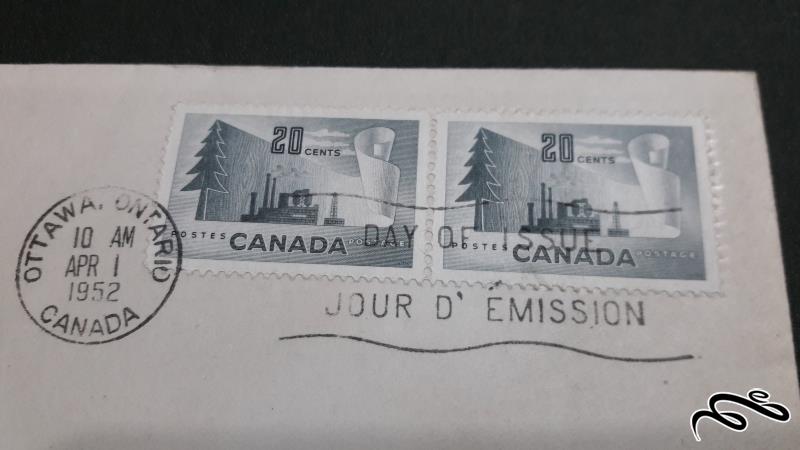 OTTAWA, ONTARIO
10 AM
APR 1
1952
CANADA
20 CENTS
POSTES CANADA POSTAGE
20 CENTS
POSTES CANADA POSTAGE
DAY OF ISSUE
JOUR D' ÉMISSION